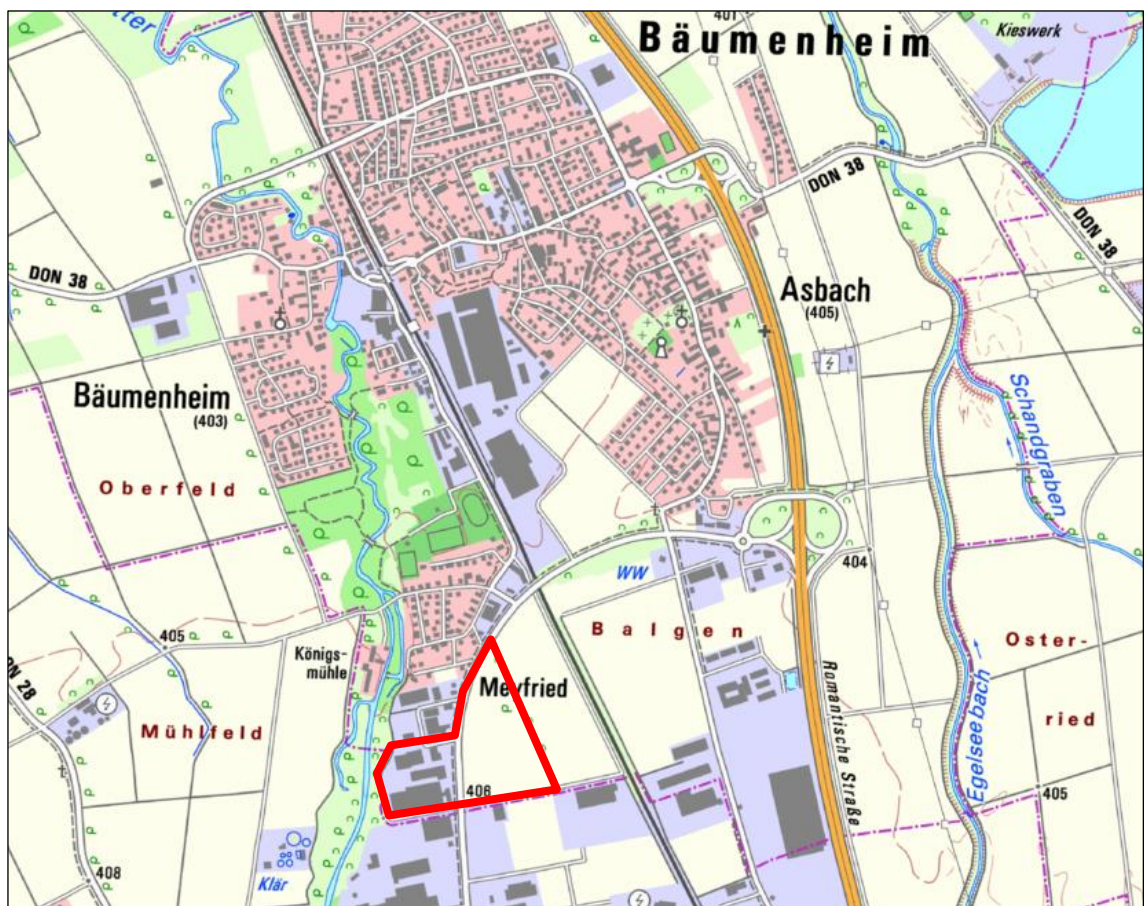 401
Kieswerk
Bäumenheim
DON 38
DON 38
DON 38
Asbach
(405)
Schandgraben
Bäumenheim
(403)
Oberfeld
404
WW
Balgen
405
Königs-
mühle
Oster-
ried
DON 28
Meyfried
Mühlfeld
Romantische Straße
Egelseebach
406
405
408
Klär